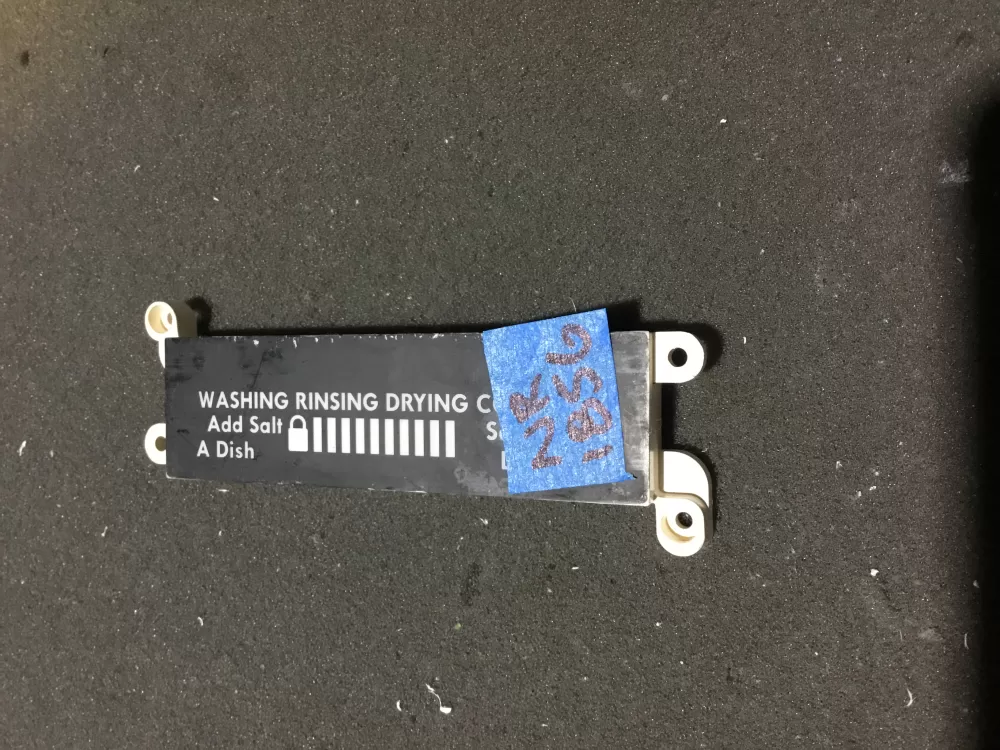 WASHING RINSING DRYING C
Add Salt S
A Dish
NR
1856